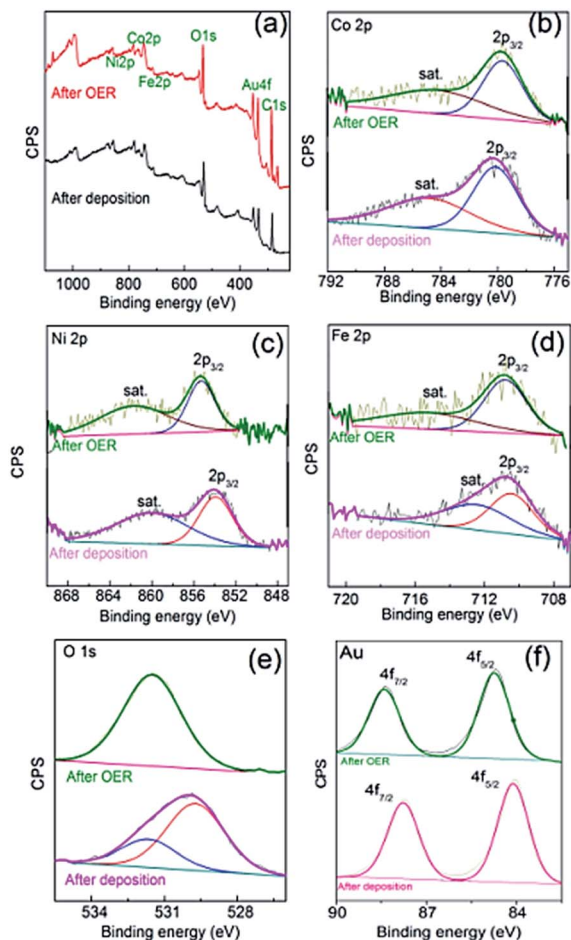 (a)
Co2p
O1s
Ni2p
Fe2p
Au4f
C1s
After OER
After deposition
CPS
1000 800 600 400
Binding energy (eV)
Co 2p
(b)
2p3/2
sat.
After OER
2p3/2
sat.
After deposition
CPS
792 788 784 780 776
Binding energy (eV)
Ni 2p
(c)
2p3/2
sat.
After OER
2p3/2
sat.
After deposition
CPS
868 864 860 856 852 848
Binding energy (eV)
Fe 2p
(d)
2p3/2
sat.
After OER
2p3/2
sat.
After deposition
CPS
720 716 712 708
Binding energy (eV)
O 1s
(e)
After OER
After deposition
CPS
534 532 530 528
Binding energy (eV)
Au
(f)
4f7/2
4f5/2
After OER
4f7/2
4f5/2
After deposition
CPS
90 87 84
Binding energy (eV)